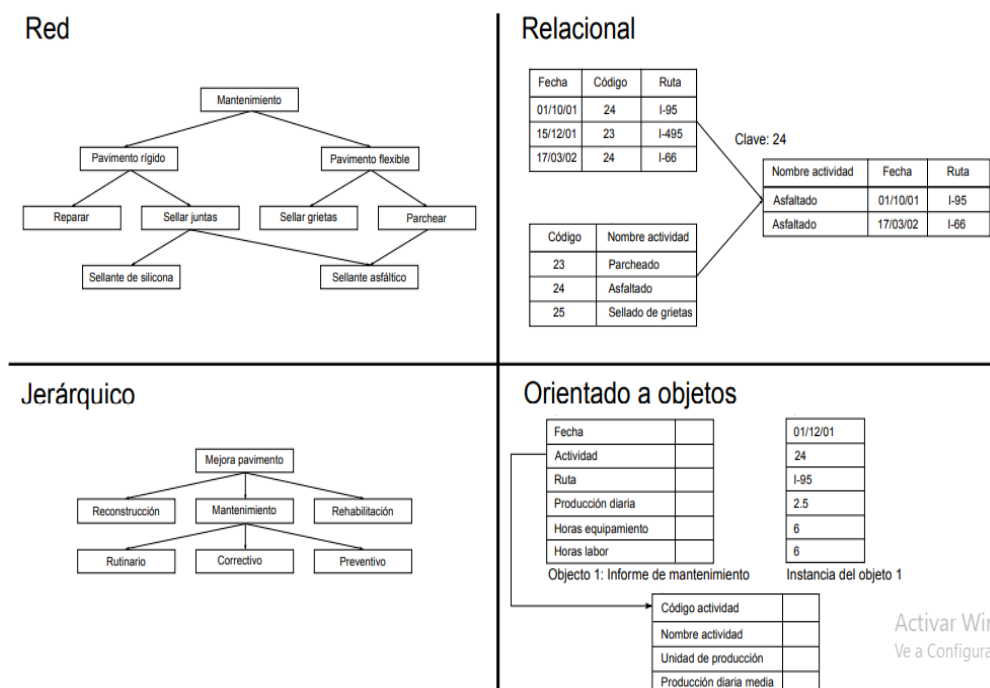 Red
Mantenimiento
Pavimento rígido Pavimento flexible
Reparar Sellar juntas Sellar grietas Parchear
Sellante de silicona Sellante asfáltico
Relacional
Fecha Código Ruta
01/10/01 24 I-95
15/12/01 23 I-495
17/03/02 24 I-66
Clave: 24
Nombre actividad Fecha Ruta
Asfaltado 01/10/01 I-95
Asfaltado 17/03/02 I-66
Código Nombre actividad
23 Parcheado
24 Asfaltado
25 Sellado de grietas
Jerárquico
Mejora pavimento
Reconstrucción Mantenimiento Rehabilitación
Rutinario Correctivo Preventivo
Orientado a objetos
Fecha 01/12/01
Actividad 24
Ruta I-95
Producción diaria 2.5
Horas equipamiento 6
Horas labor 6
Objecto 1: Informe de mantenimiento Instancia del objeto 1
Código actividad
Nombre actividad
Unidad de producción
Producción diaria media
Activar Win
Ve a Configura